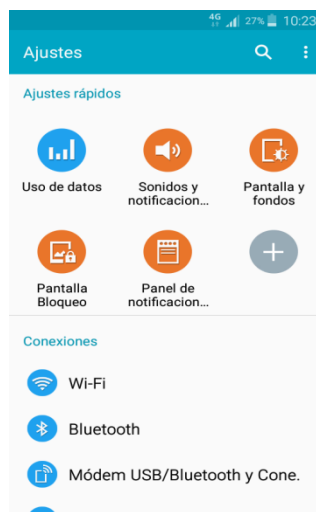 4G 27% 10:23
Ajustes
Ajustes rápidos
Uso de datos
Sonidos y
notificacion...
Pantalla y
fondos
Pantalla
Bloqueo
Panel de
notificacion...
Conexiones
Wi-Fi
Bluetooth
Módem USB/Bluetooth y Cone.